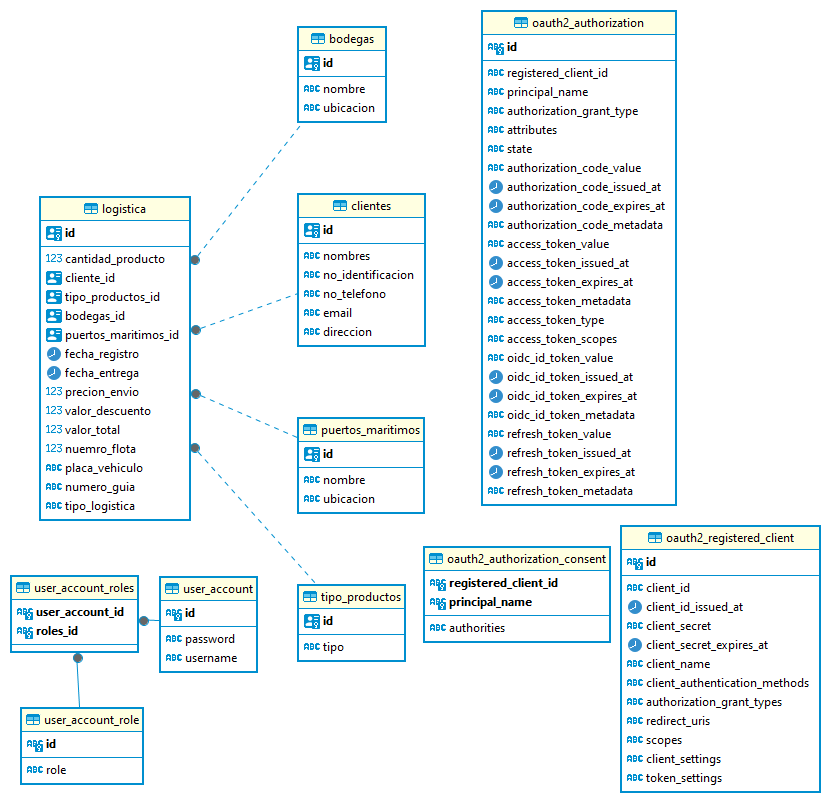 bodegas
id
nombre
ubicacion
oauth2_authorization
id
registered_client_id
principal_name
authorization_grant_type
attributes
state
authorization_code_value
authorization_code_issued_at
authorization_code_expires_at
authorization_code_metadata
access_token_value
access_token_issued_at
access_token_expires_at
access_token_metadata
access_token_type
access_token_scopes
oidc_id_token_value
oidc_id_token_issued_at
oidc_id_token_expires_at
oidc_id_token_metadata
refresh_token_value
refresh_token_issued_at
refresh_token_expires_at
refresh_token_metadata
logistica
id
cantidad_producto
cliente_id
tipo_productos_id
bodegas_id
puertos_maritimos_id
fecha_registro
fecha_entrega
precion_envio
valor_descuento
valor_total
nuemro_flota
placa_vehiculo
numero_guia
tipo_logistica
clientes
id
nombres
no_identificacion
no_telefono
email
direccion
puertos_maritimos
id
nombre
ubicacion
tipo_productos
id
tipo
oauth2_authorization_consent
registered_client_id
principal_name
authorities
oauth2_registered_client
id
client_id
client_id_issued_at
client_secret
client_secret_expires_at
client_name
client_authentication_methods
authorization_grant_types
redirect_uris
scopes
client_settings
token_settings
user_account_roles
user_account_id
roles_id
user_account
id
password
username
user_account_role
id
role